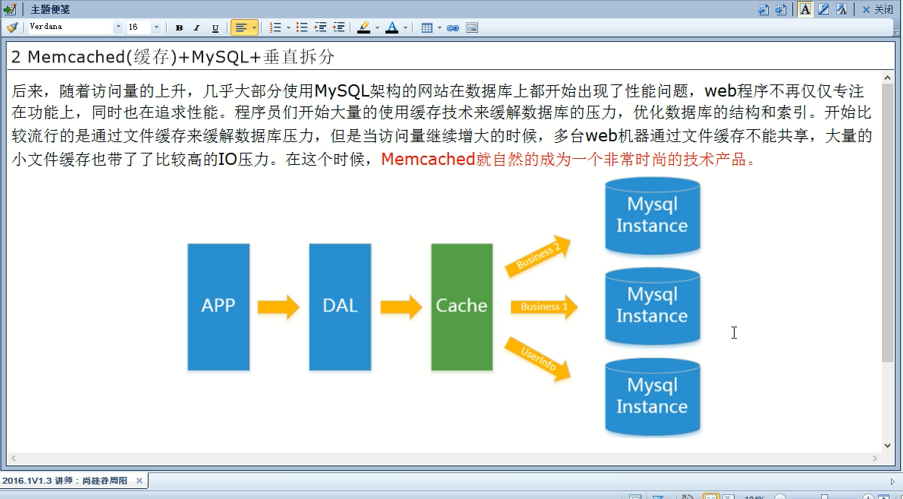 主题便笺
关闭
Verdana
16
B I U
A
2 Memcached(缓存)+MySQL+垂直拆分
后来，随着访问量的上升，几乎大部分使用MySQL架构的网站在数据库上都开始出现了性能问题，web程序不再仅仅专注
在功能上，同时也在追求性能。程序员们开始大量的使用缓存技术来缓解数据库的压力，优化数据库的结构和索引。开始比
较流行的是通过文件缓存来缓解数据库压力，但是当访问量继续增大的时候，多台web机器通过文件缓存不能共享，大量的
小文件缓存也带了了比较高的IO压力。在这个时候，Memcached就自然的成为一个非常时尚的技术产品。
APP
DAL
Cache
Business 2
Business 1
UserInfo
Mysql
Instance
Mysql
Instance
Mysql
Instance
2016.1V1.3 讲师：尚硅谷周阳